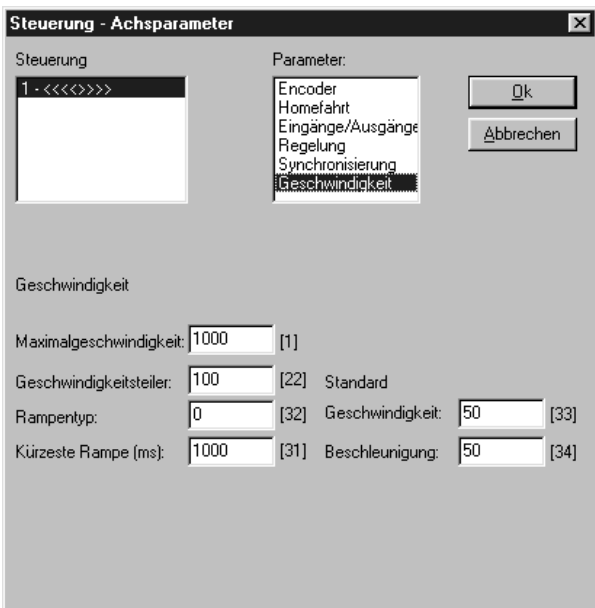 Steuerung - Achsparameter
Steuerung
Parameter:
1 - <<<<>>>>
Encoder
Homefahrt
Eingänge/Ausgänge
Regelung
Synchronisierung
Geschwindigkeit
Ok
Abbrechen
Geschwindigkeit
Maximalgeschwindigkeit: 1000 [1]
Geschwindigkeitsteiler: 100 [22] Standard
Rampentyp: 0 [32] Geschwindigkeit: 50 [33]
Kürzeste Rampe (ms): 1000 [31] Beschleunigung: 50 [34]